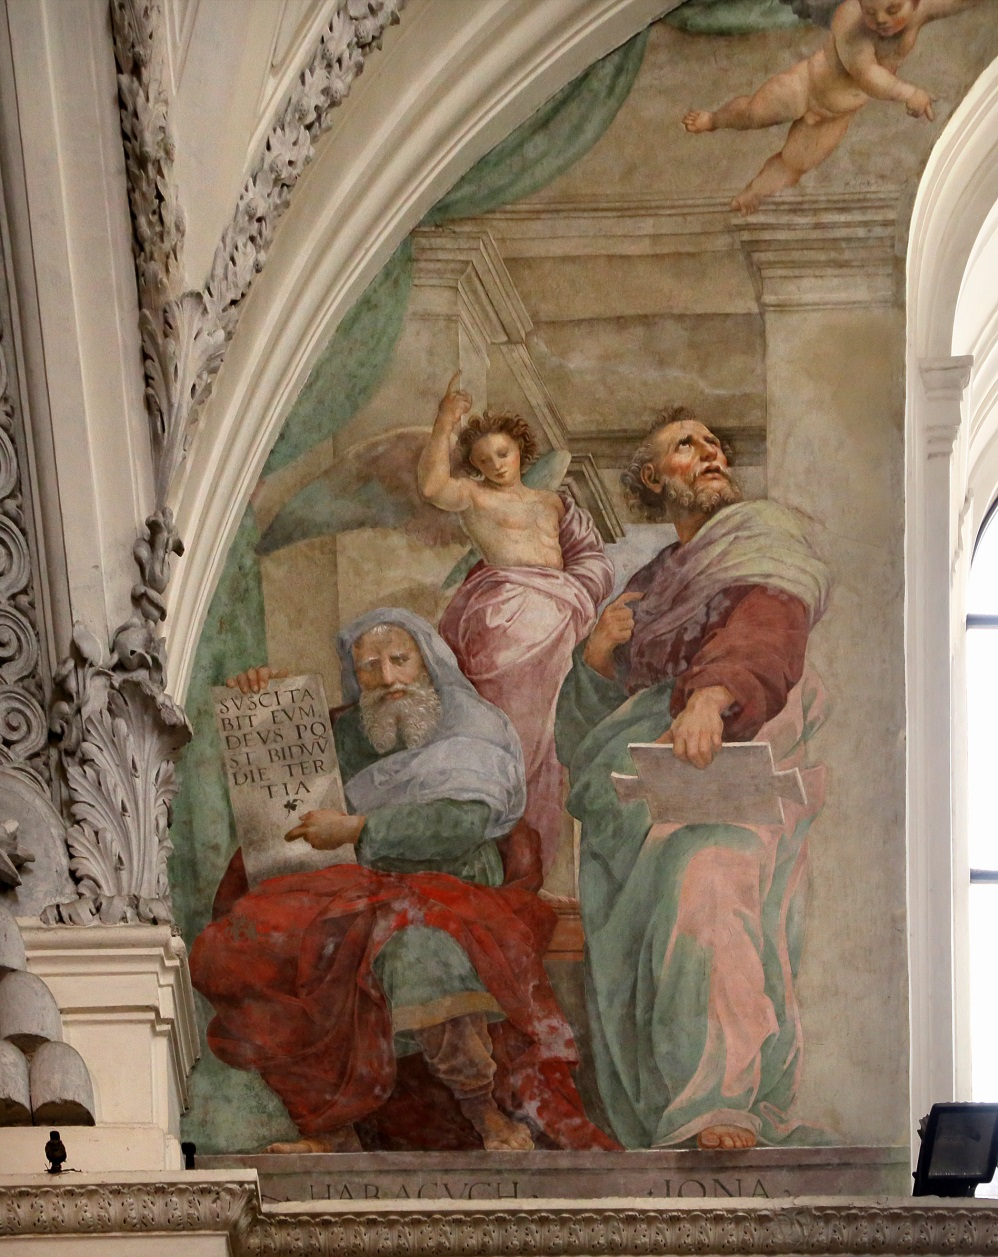 SVSCITA
BIT EVM
DEVS PO
ST BIDVV
DIE TER
TIA
HABACVCH
IONA